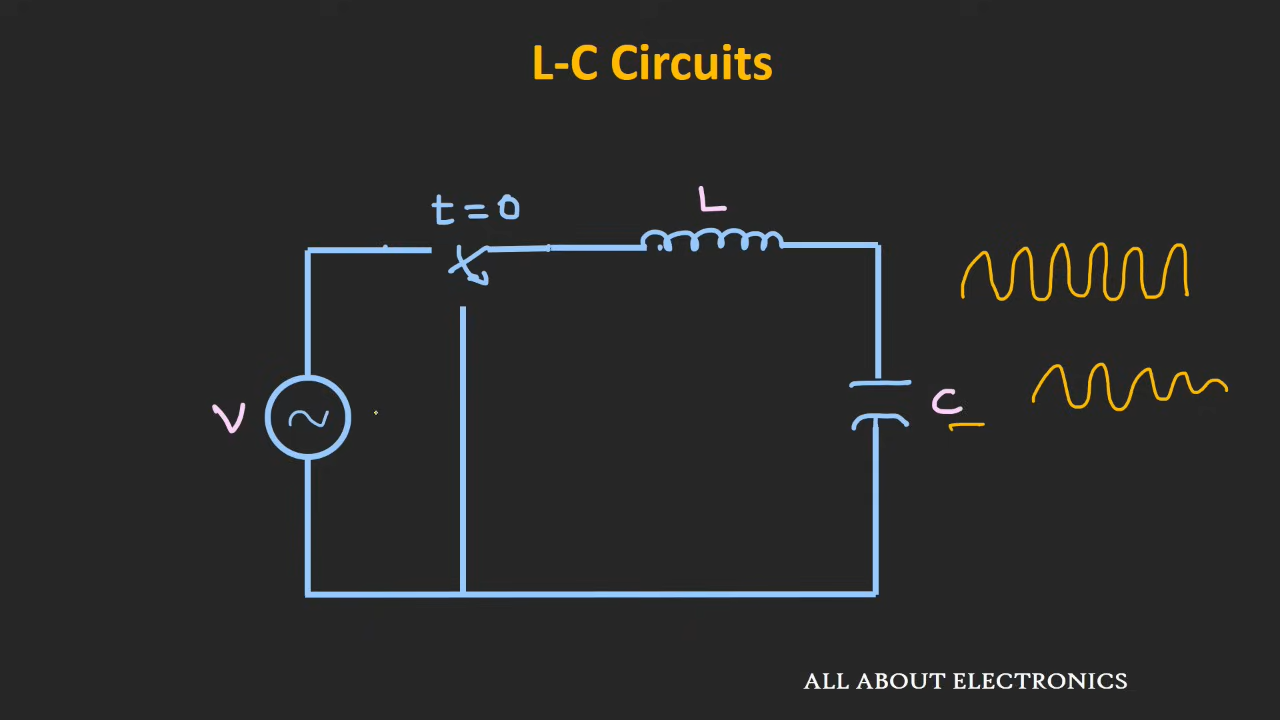 L-C Circuits
t = 0
L
V
C
ALL ABOUT ELECTRONICS